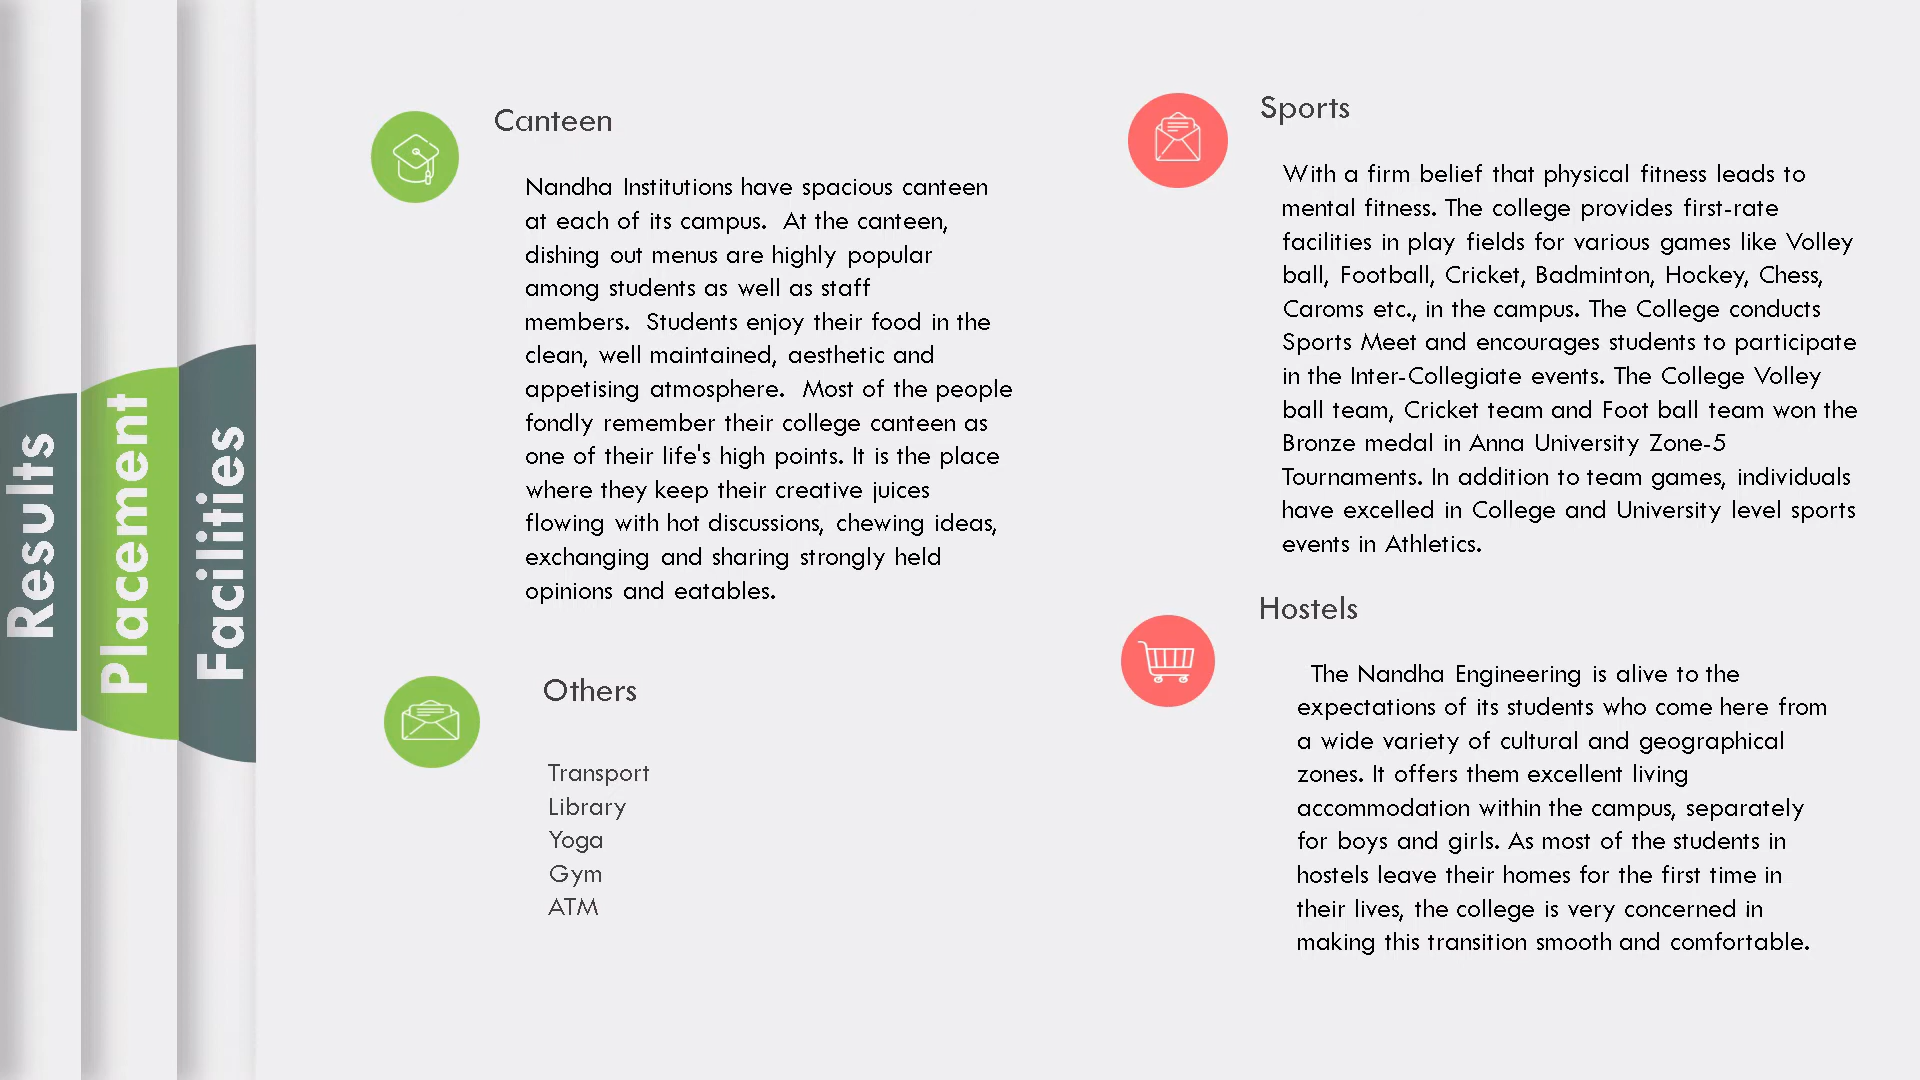 Results
Placement
Facilities
Canteen
Nandha Institutions have spacious canteen
at each of its campus.  At the canteen,
dishing out menus are highly popular
among students as well as staff
members.  Students enjoy their food in the
clean, well maintained, aesthetic and
appetising atmosphere.  Most of the people
fondly remember their college canteen as
one of their life's high points. It is the place
where they keep their creative juices
flowing with hot discussions, chewing ideas,
exchanging and sharing strongly held
opinions and eatables.
Others
Transport
Library
Yoga
Gym
ATM
Sports
With a firm belief that physical fitness leads to
mental fitness. The college provides first-rate
facilities in play fields for various games like Volley
ball, Football, Cricket, Badminton, Hockey, Chess,
Caroms etc., in the campus. The College conducts
Sports Meet and encourages students to participate
in the Inter-Collegiate events. The College Volley
ball team, Cricket team and Foot ball team won the
Bronze medal in Anna University Zone-5
Tournaments. In addition to team games, individuals
have excelled in College and University level sports
events in Athletics.
Hostels
The Nandha Engineering is alive to the
expectations of its students who come here from
a wide variety of cultural and geographical
zones. It offers them excellent living
accommodation within the campus, separately
for boys and girls. As most of the students in
hostels leave their homes for the first time in
their lives, the college is very concerned in
making this transition smooth and comfortable.